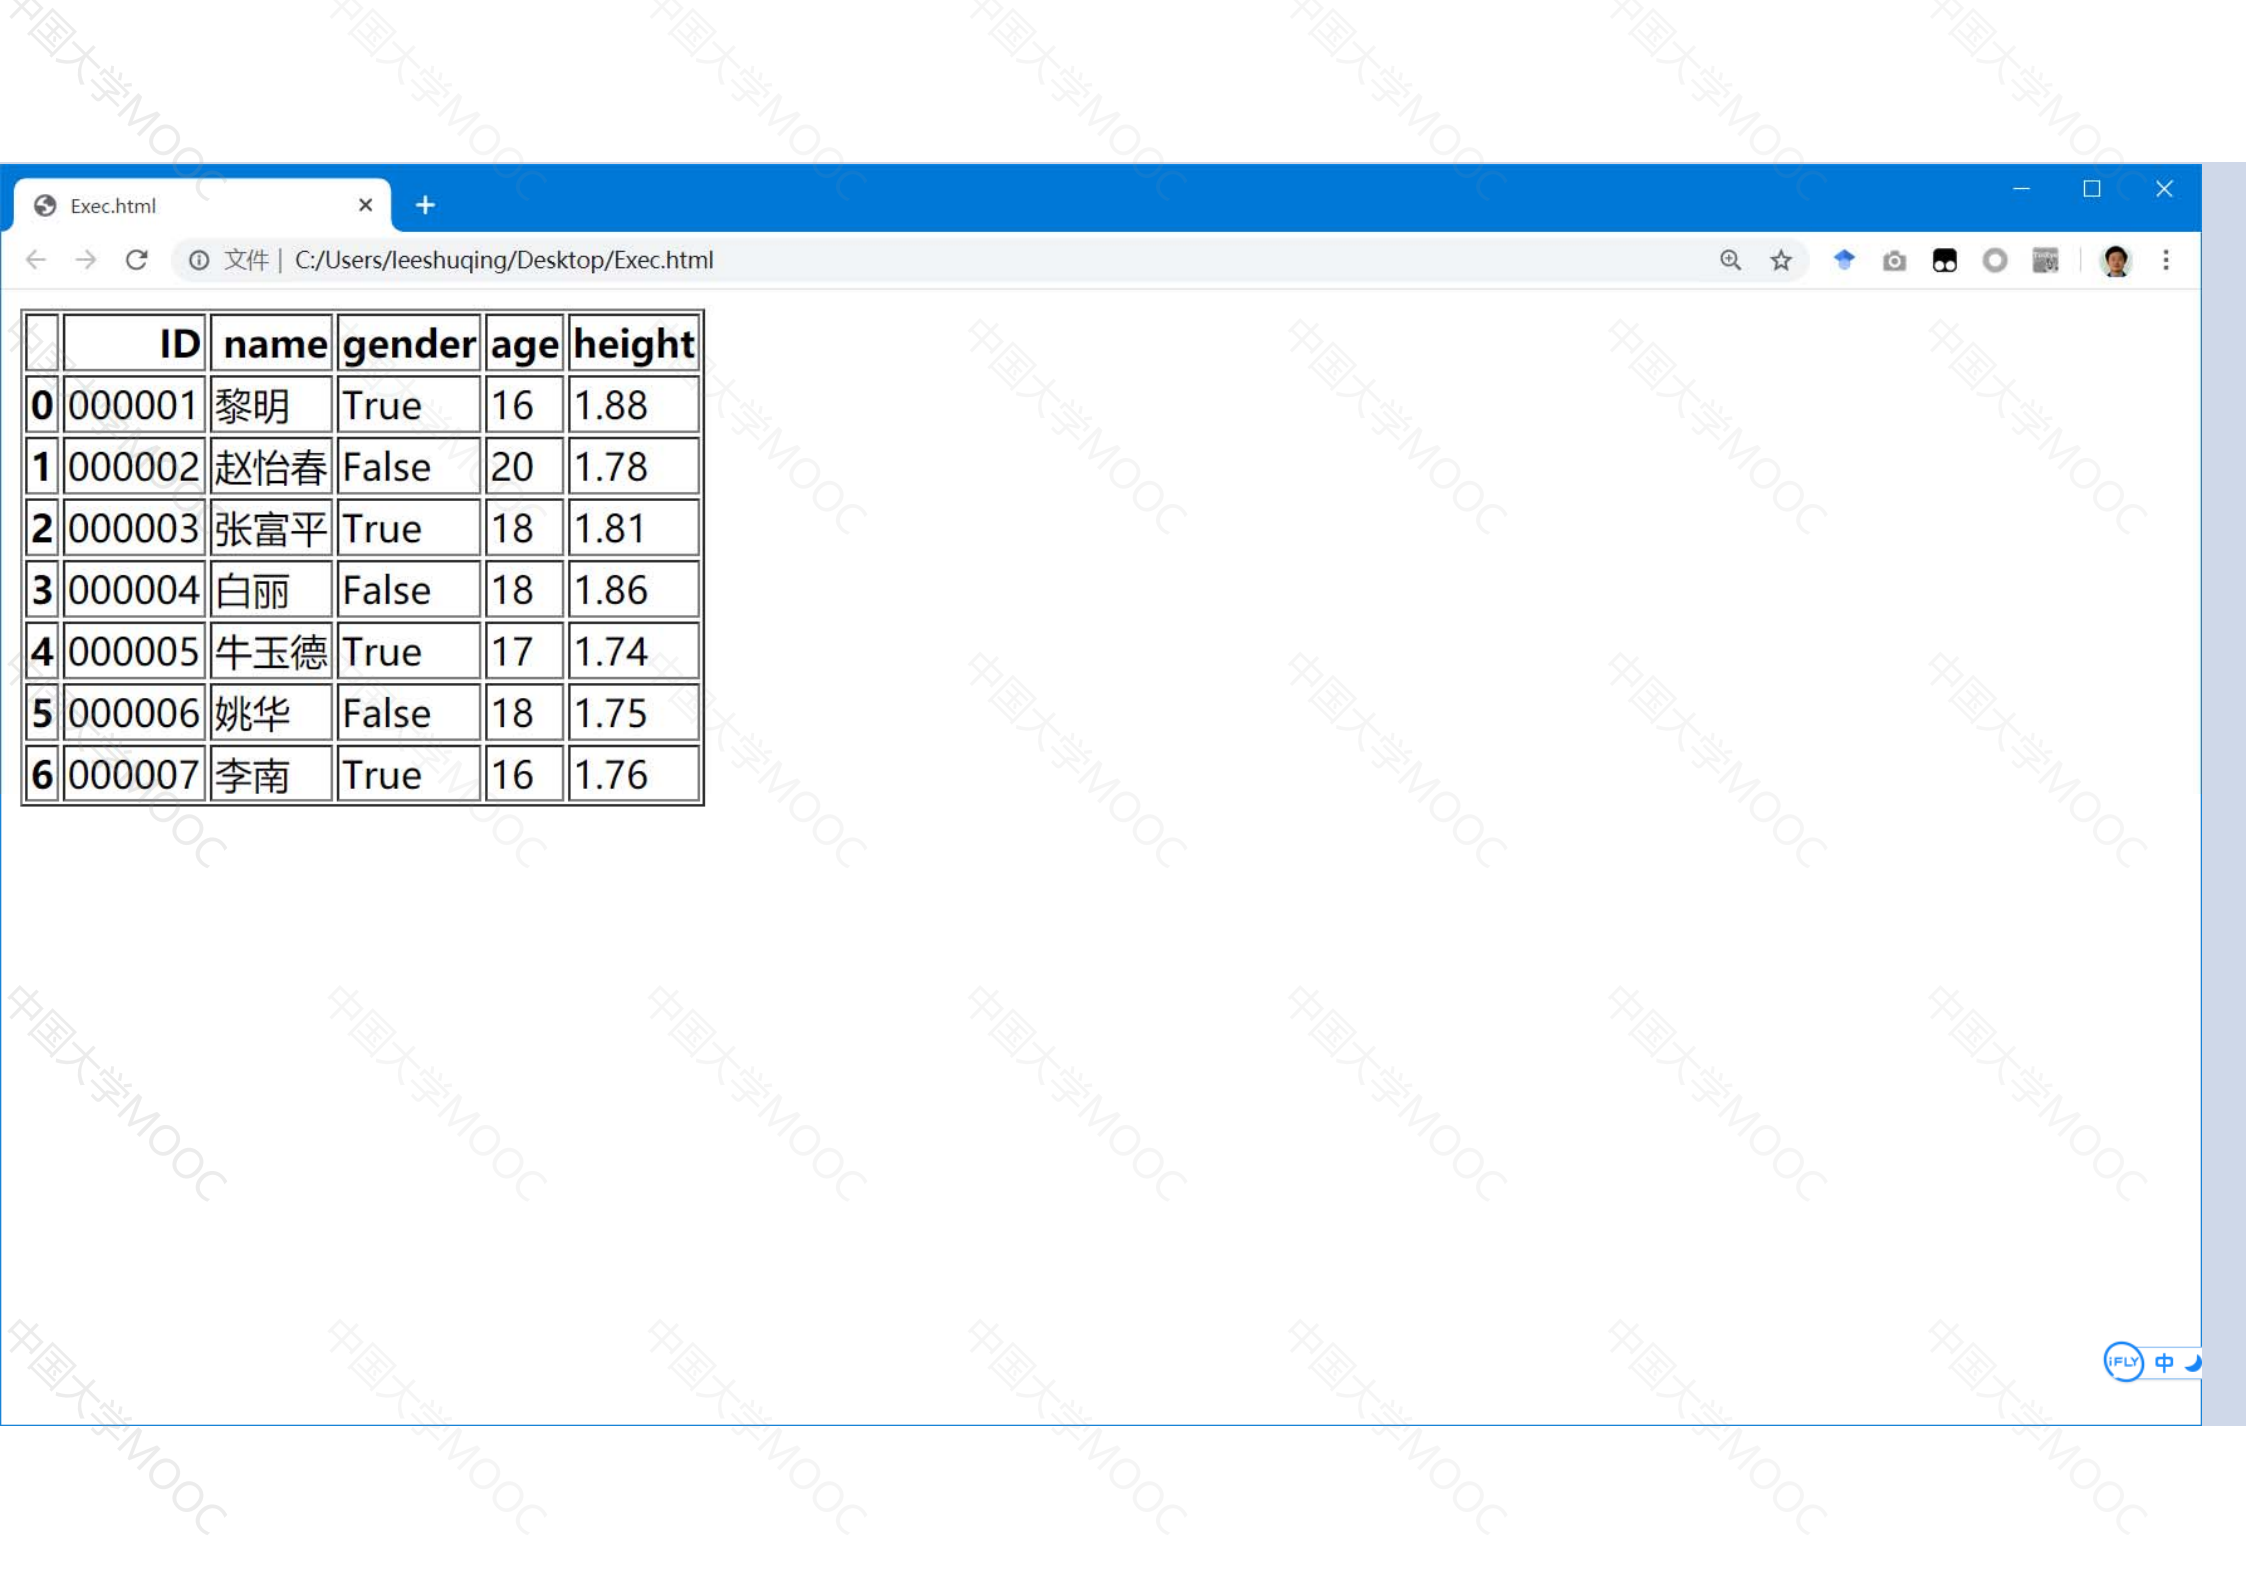 Exec.html
文件 | C:/Users/leeshuqing/Desktop/Exec.html
ID name gender age height
0 000001 黎明 True 16 1.88
1 000002 赵怡春 False 20 1.78
2 000003 张富平 True 18 1.81
3 000004 白丽 False 18 1.86
4 000005 牛玉德 True 17 1.74
5 000006 姚华 False 18 1.75
6 000007 李南 True 16 1.76
iFLY 中
中国大学MOOC